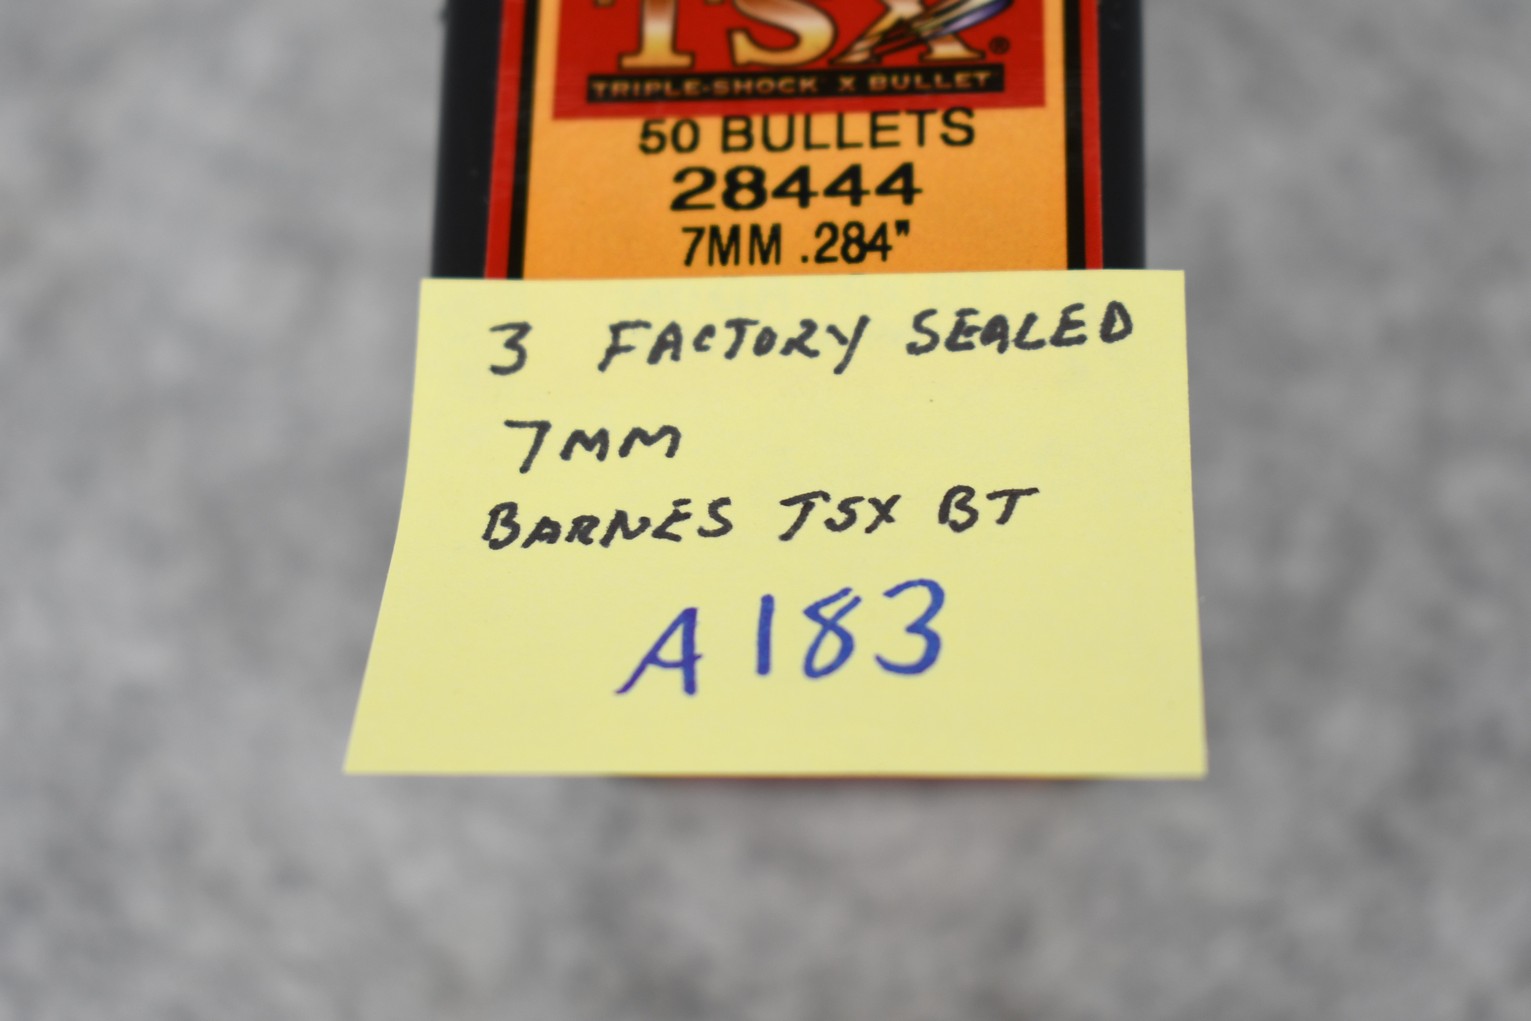 TSX®
TRIPLE-SHOCK X BULLET
50 BULLETS
28444
7MM .284"
3 FACTORY SEALED
7MM
BARNES TSX BT
A183